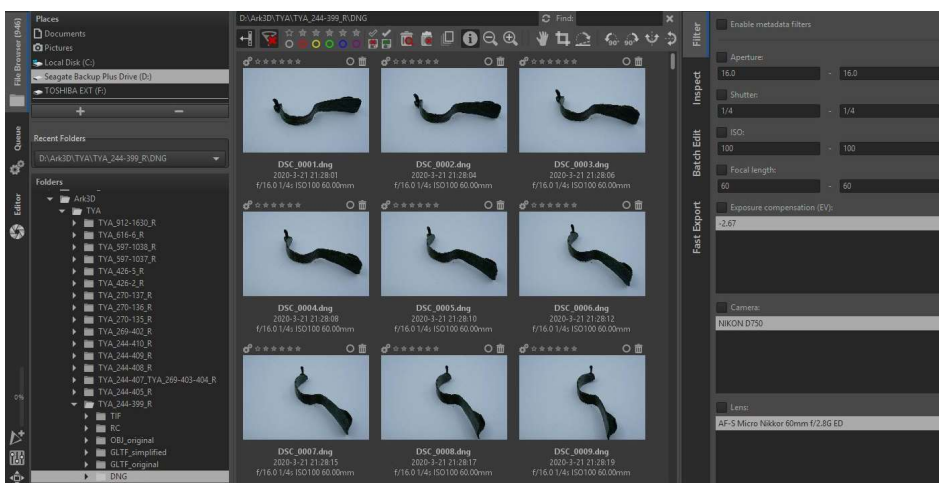 File Browser (946)
Queue
Editor
0%
Places
Documents
Pictures
Local Disk (C:)
Seagate Backup Plus Drive (D:)
TOSHIBA EXT (F:)
+ −
Recent Folders
D:\Ark3D\TYA\TYA_244-399_R\DNG
Folders
Ark3D
TYA
TYA_912-1630_R
TYA_616-6_R
TYA_597-1038_R
TYA_597-1037_R
TYA_426-5_R
TYA_426-2_R
TYA_270-137_R
TYA_270-136_R
TYA_270-135_R
TYA_269-402_R
TYA_244-410_R
TYA_244-409_R
TYA_244-408_R
TYA_244-407_TYA_269-403-404_R
TYA_244-405_R
TYA_244-399_R
TIF
RC
OBJ_original
GLTF_simplified
GLTF_original
DNG
D:\Ark3D\TYA\TYA_244-399_R\DNG
Find:
90° 90°
DSC_0001.dng
2020-3-21 21:28:01
f/16.0 1/4s ISO100 60.00mm
DSC_0002.dng
2020-3-21 21:28:04
f/16.0 1/4s ISO100 60.00mm
DSC_0003.dng
2020-3-21 21:28:06
f/16.0 1/4s ISO100 60.00mm
DSC_0004.dng
2020-3-21 21:28:08
f/16.0 1/4s ISO100 60.00mm
DSC_0005.dng
2020-3-21 21:28:10
f/16.0 1/4s ISO100 60.00mm
DSC_0006.dng
2020-3-21 21:28:12
f/16.0 1/4s ISO100 60.00mm
DSC_0007.dng
2020-3-21 21:28:15
f/16.0 1/4s ISO100 60.00mm
DSC_0008.dng
2020-3-21 21:28:17
f/16.0 1/4s ISO100 60.00mm
DSC_0009.dng
2020-3-21 21:28:19
f/16.0 1/4s ISO100 60.00mm
Filter
Inspect
Batch Edit
Fast Export
Enable metadata filters
Aperture:
16.0 - 16.0
Shutter:
1/4 - 1/4
ISO:
100 - 100
Focal length:
60 - 60
Exposure compensation (EV):
-2.67
Camera:
NIKON D750
Lens:
AF-S Micro Nikkor 60mm f/2.8G ED